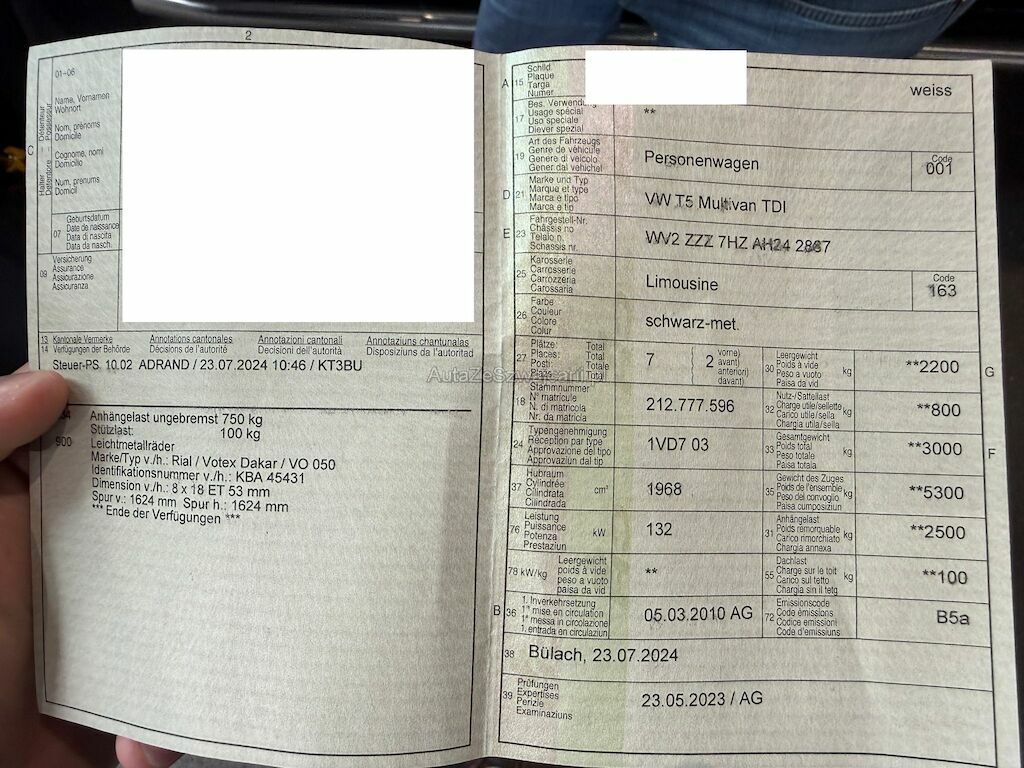 2
01-06
Name, Vornamen
Wohnort
Nom, prénoms
Domicile
Cognome, nomi
Domicilio
Num, prenums
Domicil
C
Halter – Détenteur
Detentore – Possessur
07
Geburtsdatum
Date de naissance
Data di nascita
Data da nasch.
09
Versicherung
Assurance
Assicurazione
Assicuranza
13 Kantonale Vermerke Annotations cantonales Annotazioni cantonali Annotaziuns chantunalas
14 Verfügungen der Behörde Décisions de l'autorité Decisioni dell'autorità Disposiziuns da l'autoritad
Steuer-PS. 10.02 ADRAND / 23.07.2024 10:46 / KT3BU
Anhängelast ungebremst 750 kg
Stützlast: 100 kg
900 Leichtmetallräder
Marke/Typ v./h.: Rial / Votex Dakar / VO 050
Identifikationsnummer v./h.: KBA 45431
Dimension v./h.: 8 x 18 ET 53 mm
Spur v.: 1624 mm Spur h.: 1624 mm
*** Ende der Verfügungen ***
A 15
Schild
Plaque
Targa
Numer
weiss
17
Bes. Verwendung
Usage spécial
Uso speciale
Diever spezial
**
19
Art des Fahrzeugs
Genre de véhicule
Genere di veicolo
Gener dal vehichel
Personenwagen
Code
001
D 21
Marke und Typ
Marque et type
Marca e tipo
Marca e tip
VW T5 Multivan TDI
E 23
Fahrgestell-Nr.
Châssis no
Telaio n.
Schassis nr.
WV2 ZZZ 7HZ AH24 2867
25
Karosserie
Carrosserie
Carrozzeria
Carossaria
Limousine
Code
163
26
Farbe
Couleur
Colore
Colur
schwarz-met.
27
Plätze: Total
Places: Total
Posti: Totale
Plazs: Total
7
2
vorne)
avant)
anteriori)
davant)
30
Leergewicht
Poids à vide
Peso a vuoto
Paisa da vid
kg
**2200
G
18
Stammnummer
N° matricule
N. di matricola
Nr. da matricla
212.777.596
32
Nutz-/Sattellast
Charge utile/sellette
Carico utile/sella
Chargia utila/sella
kg
**800
24
Typengenehmigung
Réception par type
Approvazione del tipo
Approvaziun dal tip
1VD7 03
33
Gesamtgewicht
Poids total
Peso totale
Paisa totala
kg
**3000
F
37
Hubraum
Cylindrée
Cilindrata
Cilindrada
cm³
1968
35
Gewicht des Zuges
Poids de l'ensemble
Peso del convoglio
Paisa cumposiziun
kg
**5300
76
Leistung
Puissance
Potenza
Prestaziun
kW
132
31
Anhängelast
Poids remorquable
Carico rimorchiato
Chargia annexa
kg
**2500
78 kW/kg
Leergewicht
poids à vide
peso a vuoto
paisa da vid
**
55
Dachlast
Charge sur le toit
Carico sul tetto
Chargia sin il tetg
kg
**100
B 36
1. Inverkehrsetzung
1re mise en circulation
1a messa in circolazione
1. entrada en circulaziun
05.03.2010 AG
72
Emissionscode
Code émissions
Codice emissioni
Code d'emissiuns
B5a
38 Bülach, 23.07.2024
39
Prüfungen
Expertises
Perizie
Examinaziuns
23.05.2023 / AG
AutaZeSzwajcarii